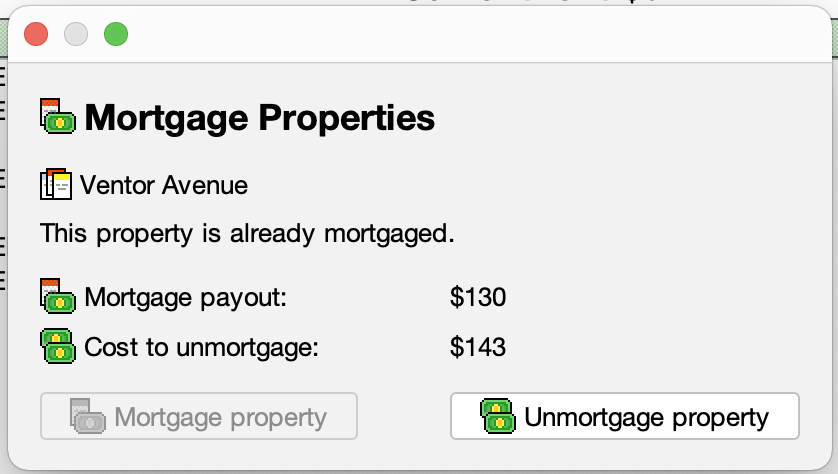 Mortgage Properties
Ventor Avenue
This property is already mortgaged.
Mortgage payout: $130
Cost to unmortgage: $143
Mortgage property Unmortgage property